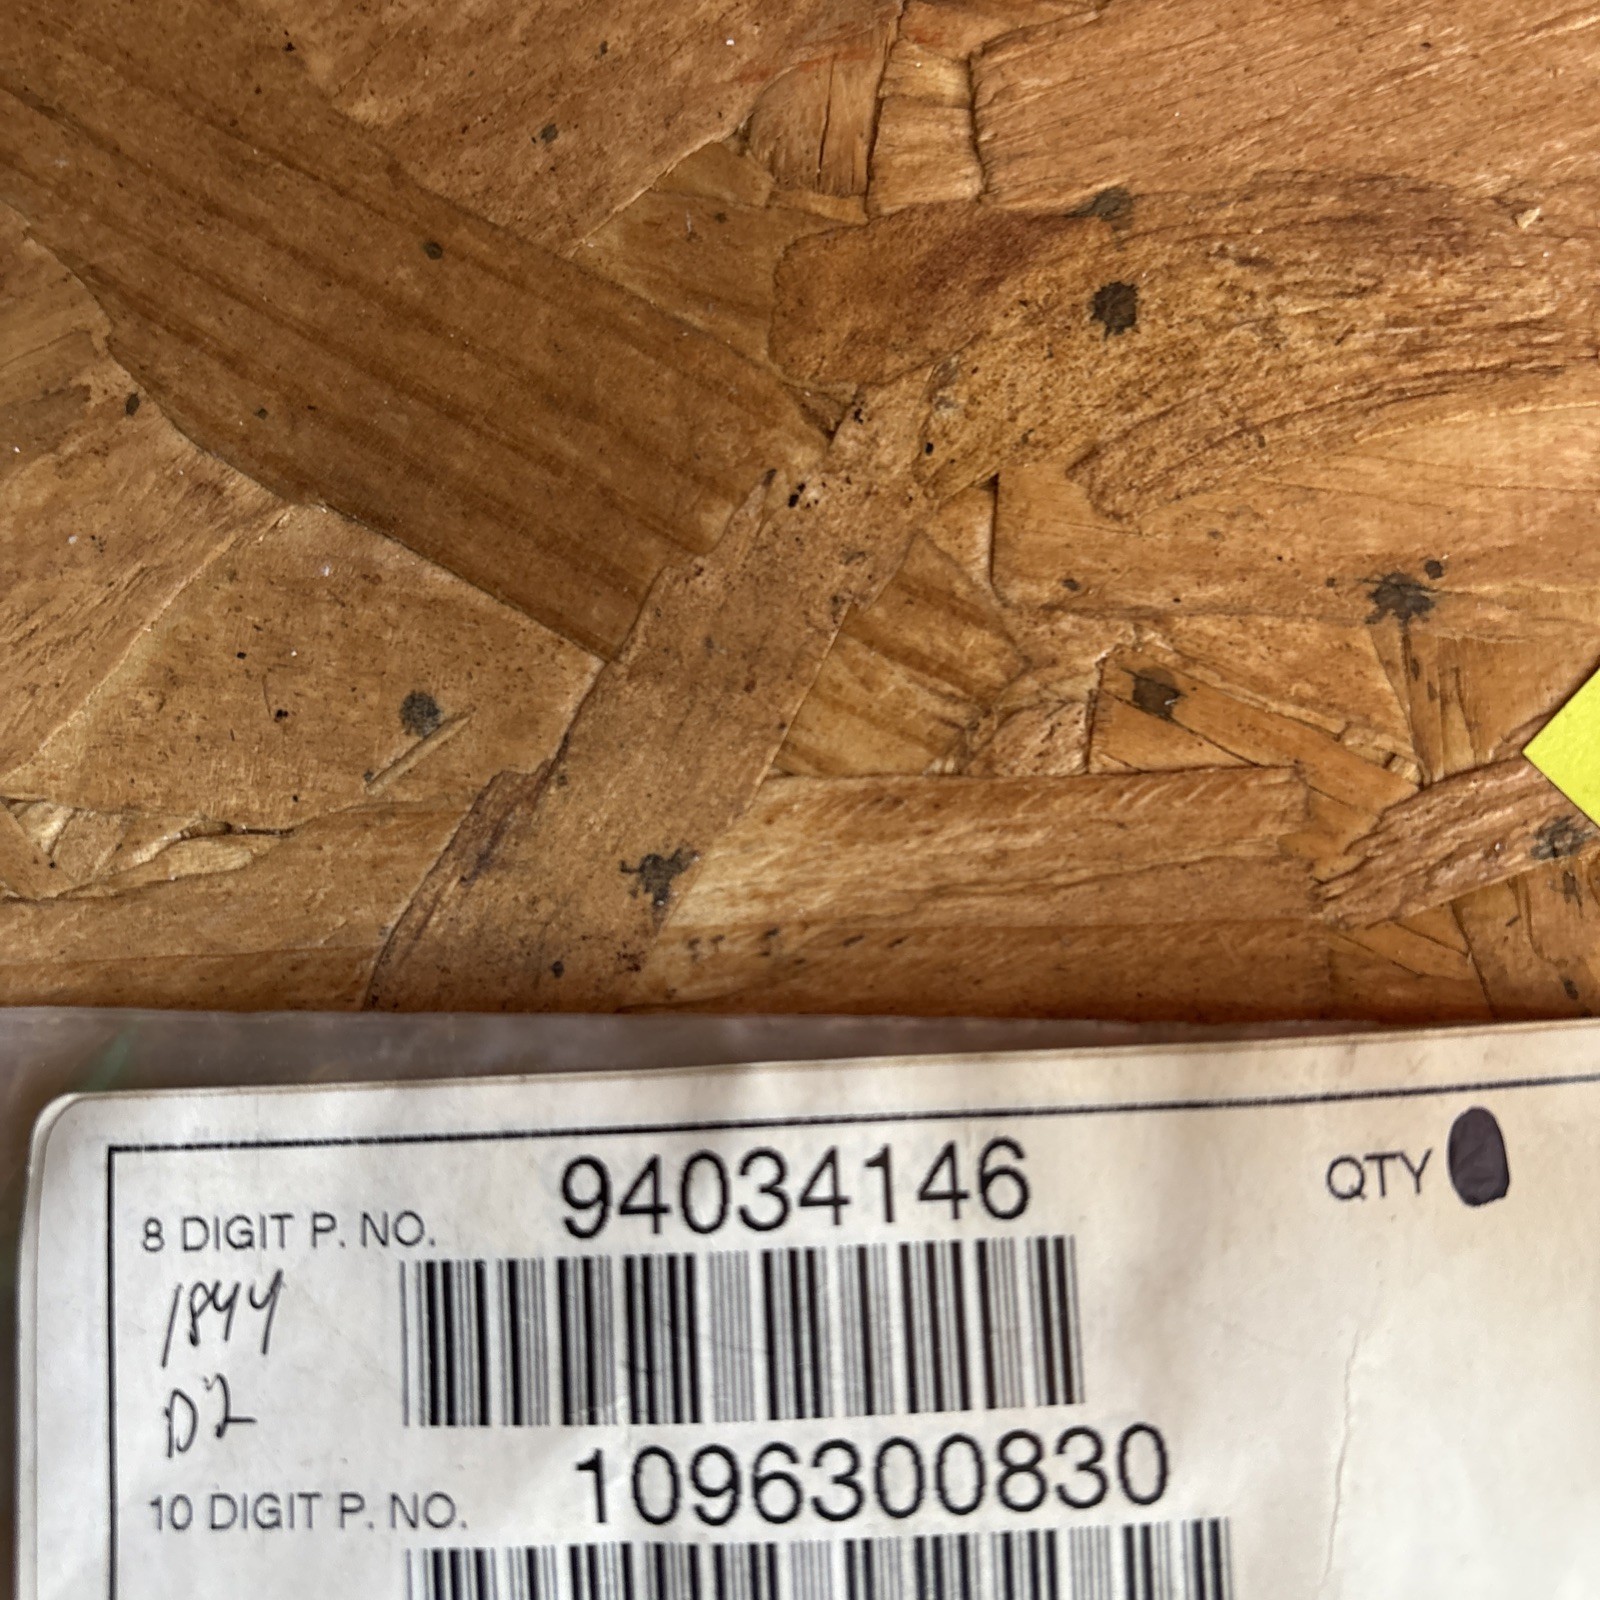 94034146
QTY
8 DIGIT P. NO.
1844
D2
1096300830
10 DIGIT P. NO.